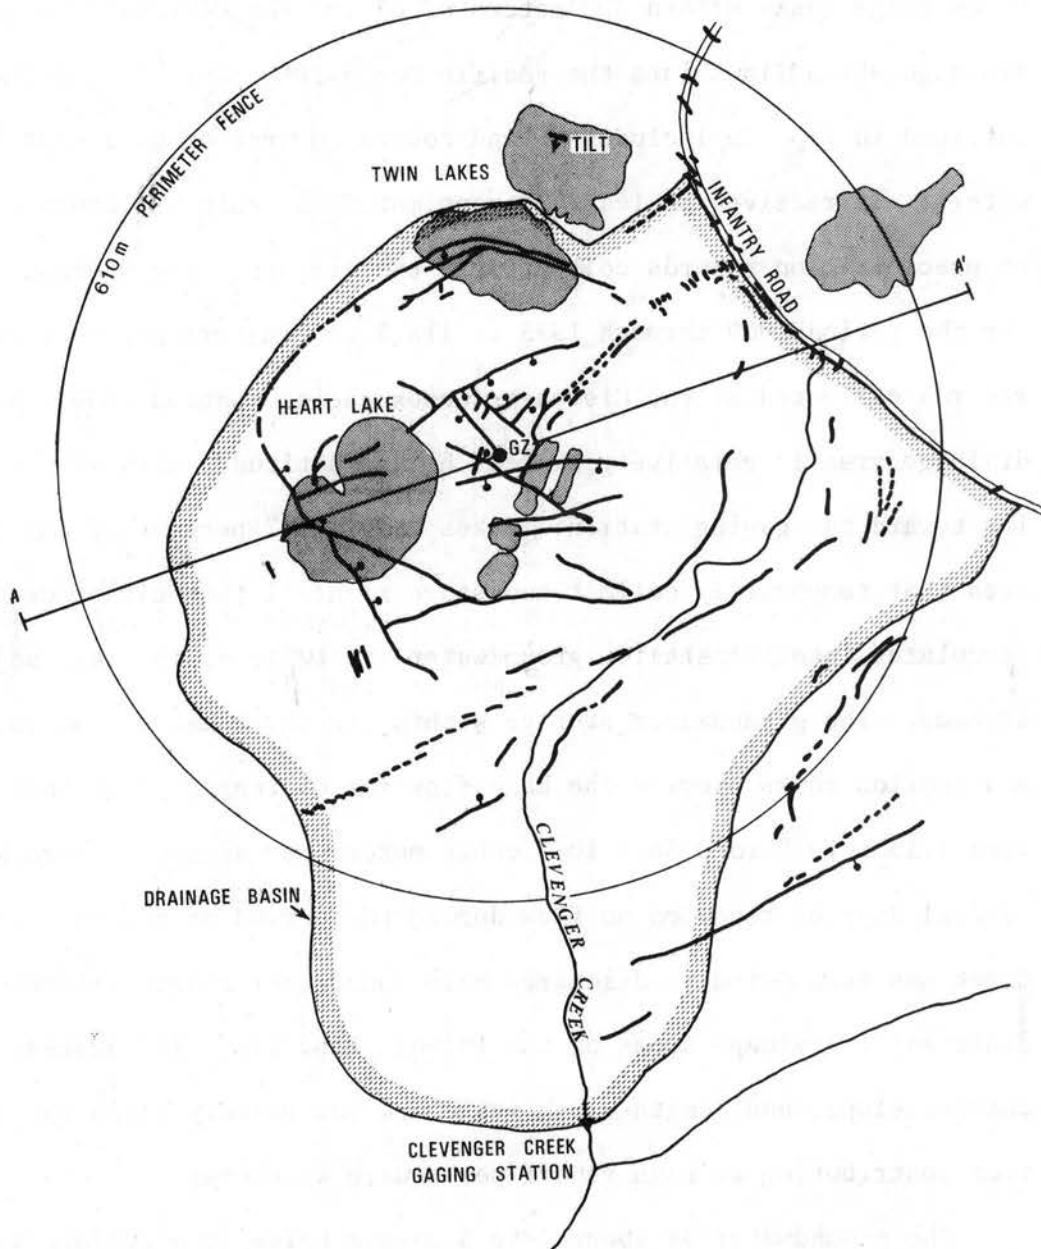 610 m PERIMETER FENCE
TWIN LAKES
TILT
INFANTRY ROAD
A'
HEART LAKE
GZ
A
CLEVENGER CREEK
DRAINAGE BASIN
CLEVENGER CREEK
GAGING STATION